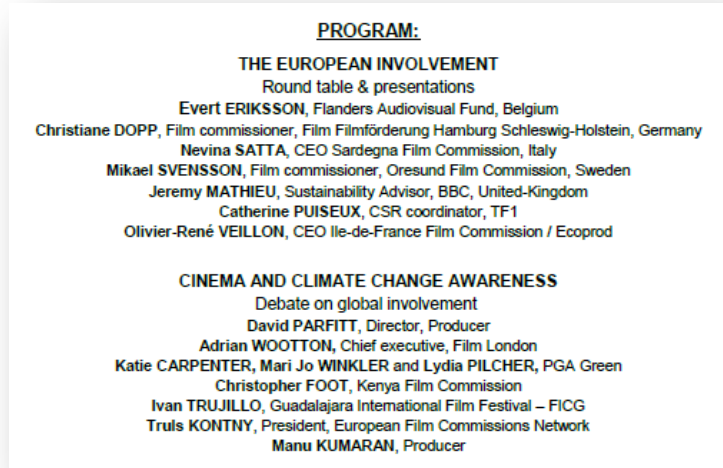 PROGRAM:
THE EUROPEAN INVOLVEMENT
Round table & presentations
Evert ERIKSSON, Flanders Audiovisual Fund, Belgium
Christiane DOPP, Film commissioner, Film Filmförderung Hamburg Schleswig-Holstein, Germany
Nevina SATTA, CEO Sardegna Film Commission, Italy
Mikael SVENSSON, Film commissioner, Oresund Film Commission, Sweden
Jeremy MATHIEU, Sustainability Advisor, BBC, United-Kingdom
Catherine PUISEUX, CSR coordinator, TF1
Olivier-René VEILLON, CEO Ile-de-France Film Commission / Ecoprod
CINEMA AND CLIMATE CHANGE AWARENESS
Debate on global involvement
David PARFITT, Director, Producer
Adrian WOOTTON, Chief executive, Film London
Katie CARPENTER, Mari Jo WINKLER and Lydia PILCHER, PGA Green
Christopher FOOT, Kenya Film Commission
Ivan TRUJILLO, Guadalajara International Film Festival – FICG
Truls KONTNY, President, European Film Commissions Network
Manu KUMARAN, Producer